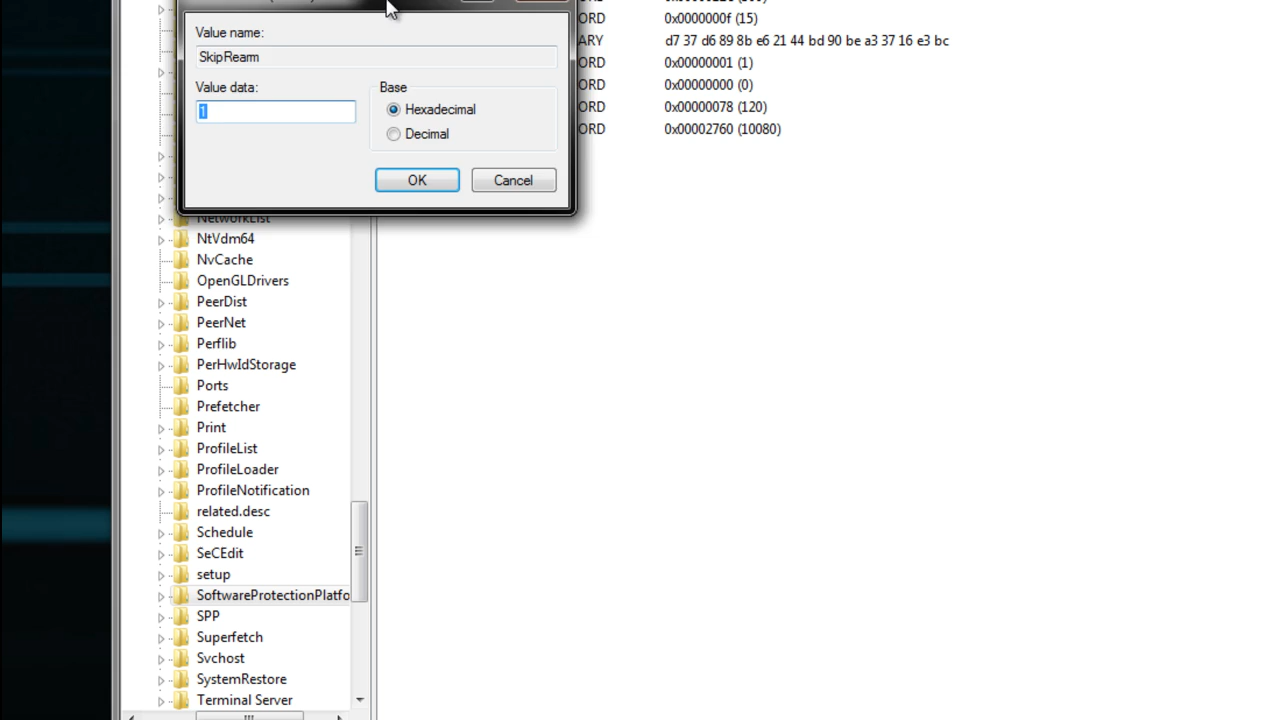 Value name:
SkipRearm
Value data:
1
Base
Hexadecimal
Decimal
OK
Cancel
ORD 0x0000000f (15)
ARY d7 37 d6 89 8b e6 21 44 bd 90 be a3 37 16 e3 bc
ORD 0x00000001 (1)
ORD 0x00000000 (0)
ORD 0x00000078 (120)
ORD 0x00002760 (10080)
NetworkList
NtVdm64
NvCache
OpenGLDrivers
PeerDist
PeerNet
Perflib
PerHwIdStorage
Ports
Prefetcher
Print
ProfileList
ProfileLoader
ProfileNotification
related.desc
Schedule
SeCEdit
setup
SoftwareProtectionPlatfo
SPP
Superfetch
Svchost
SystemRestore
Terminal Server